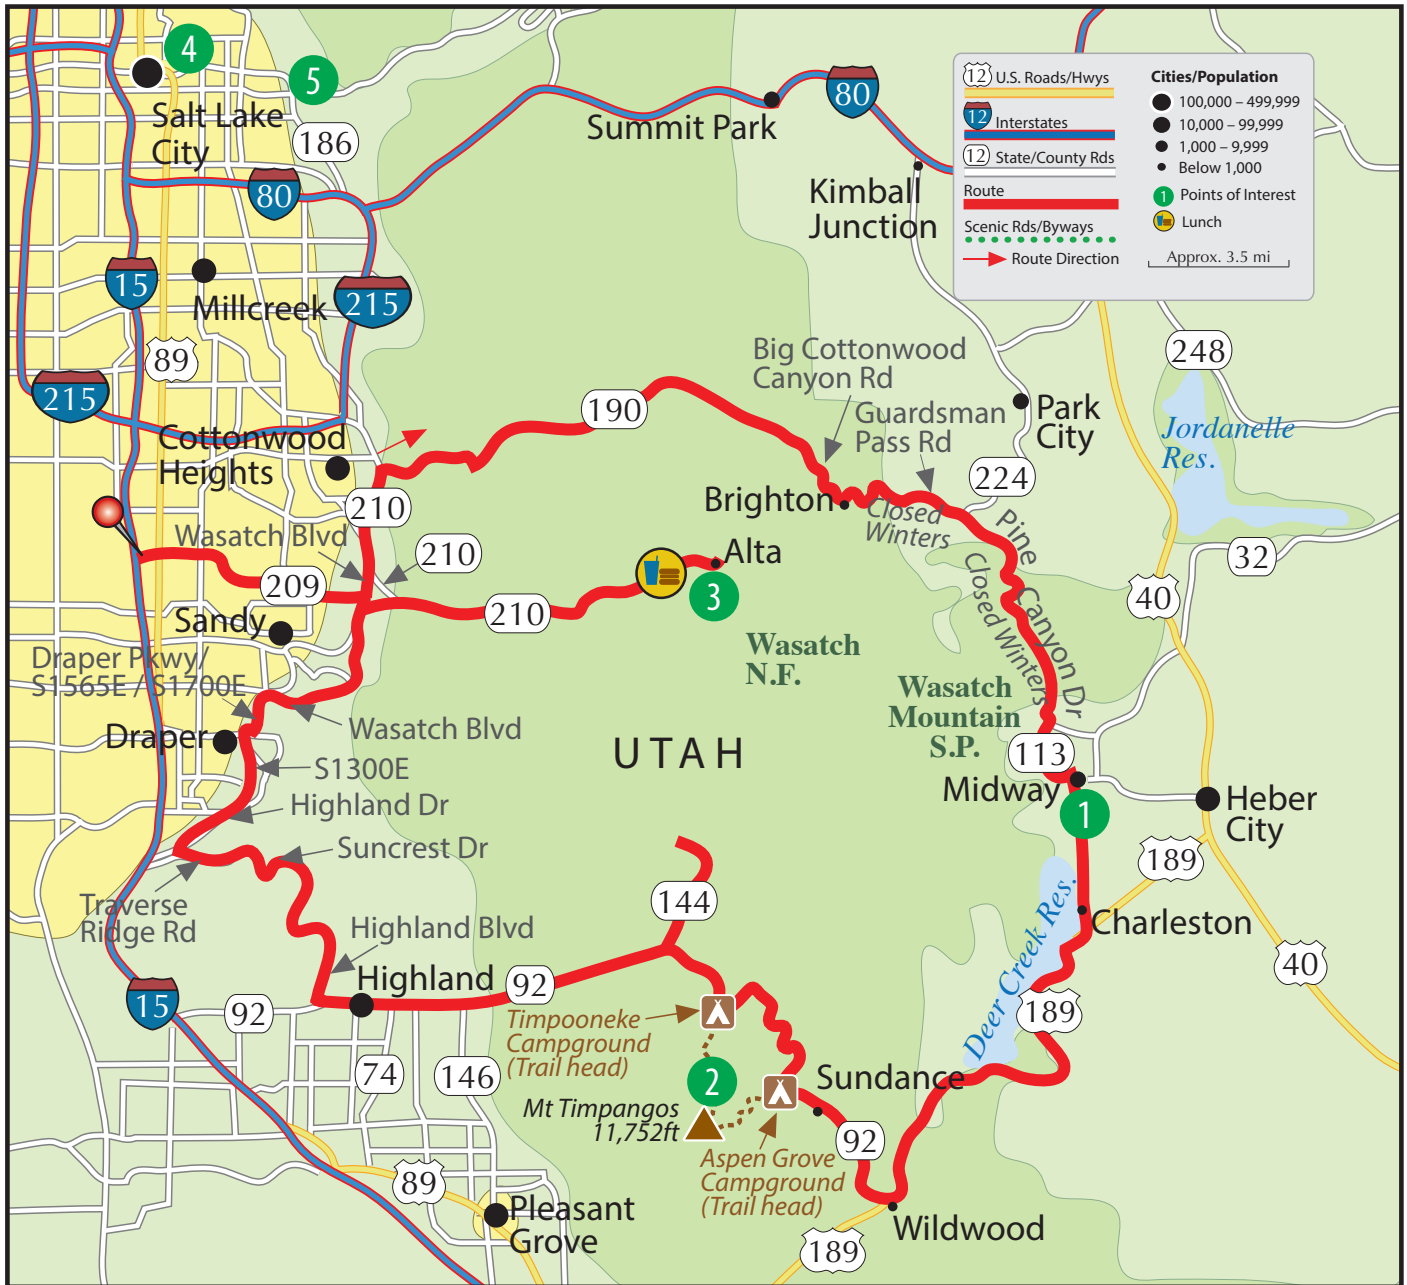 4
5
Salt Lake
City
186
80
Summit Park
80
Kimball
Junction
12 U.S. Roads/Hwys
12 Interstates
12 State/County Rds
Route
Scenic Rds/Byways
Route Direction
Cities/Population
100,000 – 499,999
10,000 – 99,999
1,000 – 9,999
Below 1,000
1 Points of Interest
Lunch
Approx. 3.5 mi
15
Millcreek
215
89
215
Cottonwood
Heights
190
Big Cottonwood
Canyon Rd
Guardsman
Pass Rd
Park
City
248
Jordanelle
Res.
224
210
Wasatch Blvd
210
Brighton
Closed
Winters
Pine Canyon Dr
Closed Winters
32
40
209
Alta
3
210
Sandy
Wasatch
N.F.
Draper Pkwy/
S1565E / S1700E
Wasatch
Mountain
S.P.
Wasatch Blvd
Draper
UTAH
S1300E
113
Midway
1
Heber
City
Highland Dr
Suncrest Dr
189
Traverse
Ridge Rd
144
Highland Blvd
Charleston
Deer Creek Res.
Highland
92
40
15
92
189
Timpooneke
Campground
(Trail head)
74
146
2
Sundance
Mt Timpangos
11,752ft
92
Aspen Grove
Campground
(Trail head)
89
Pleasant
Grove
Wildwood
189